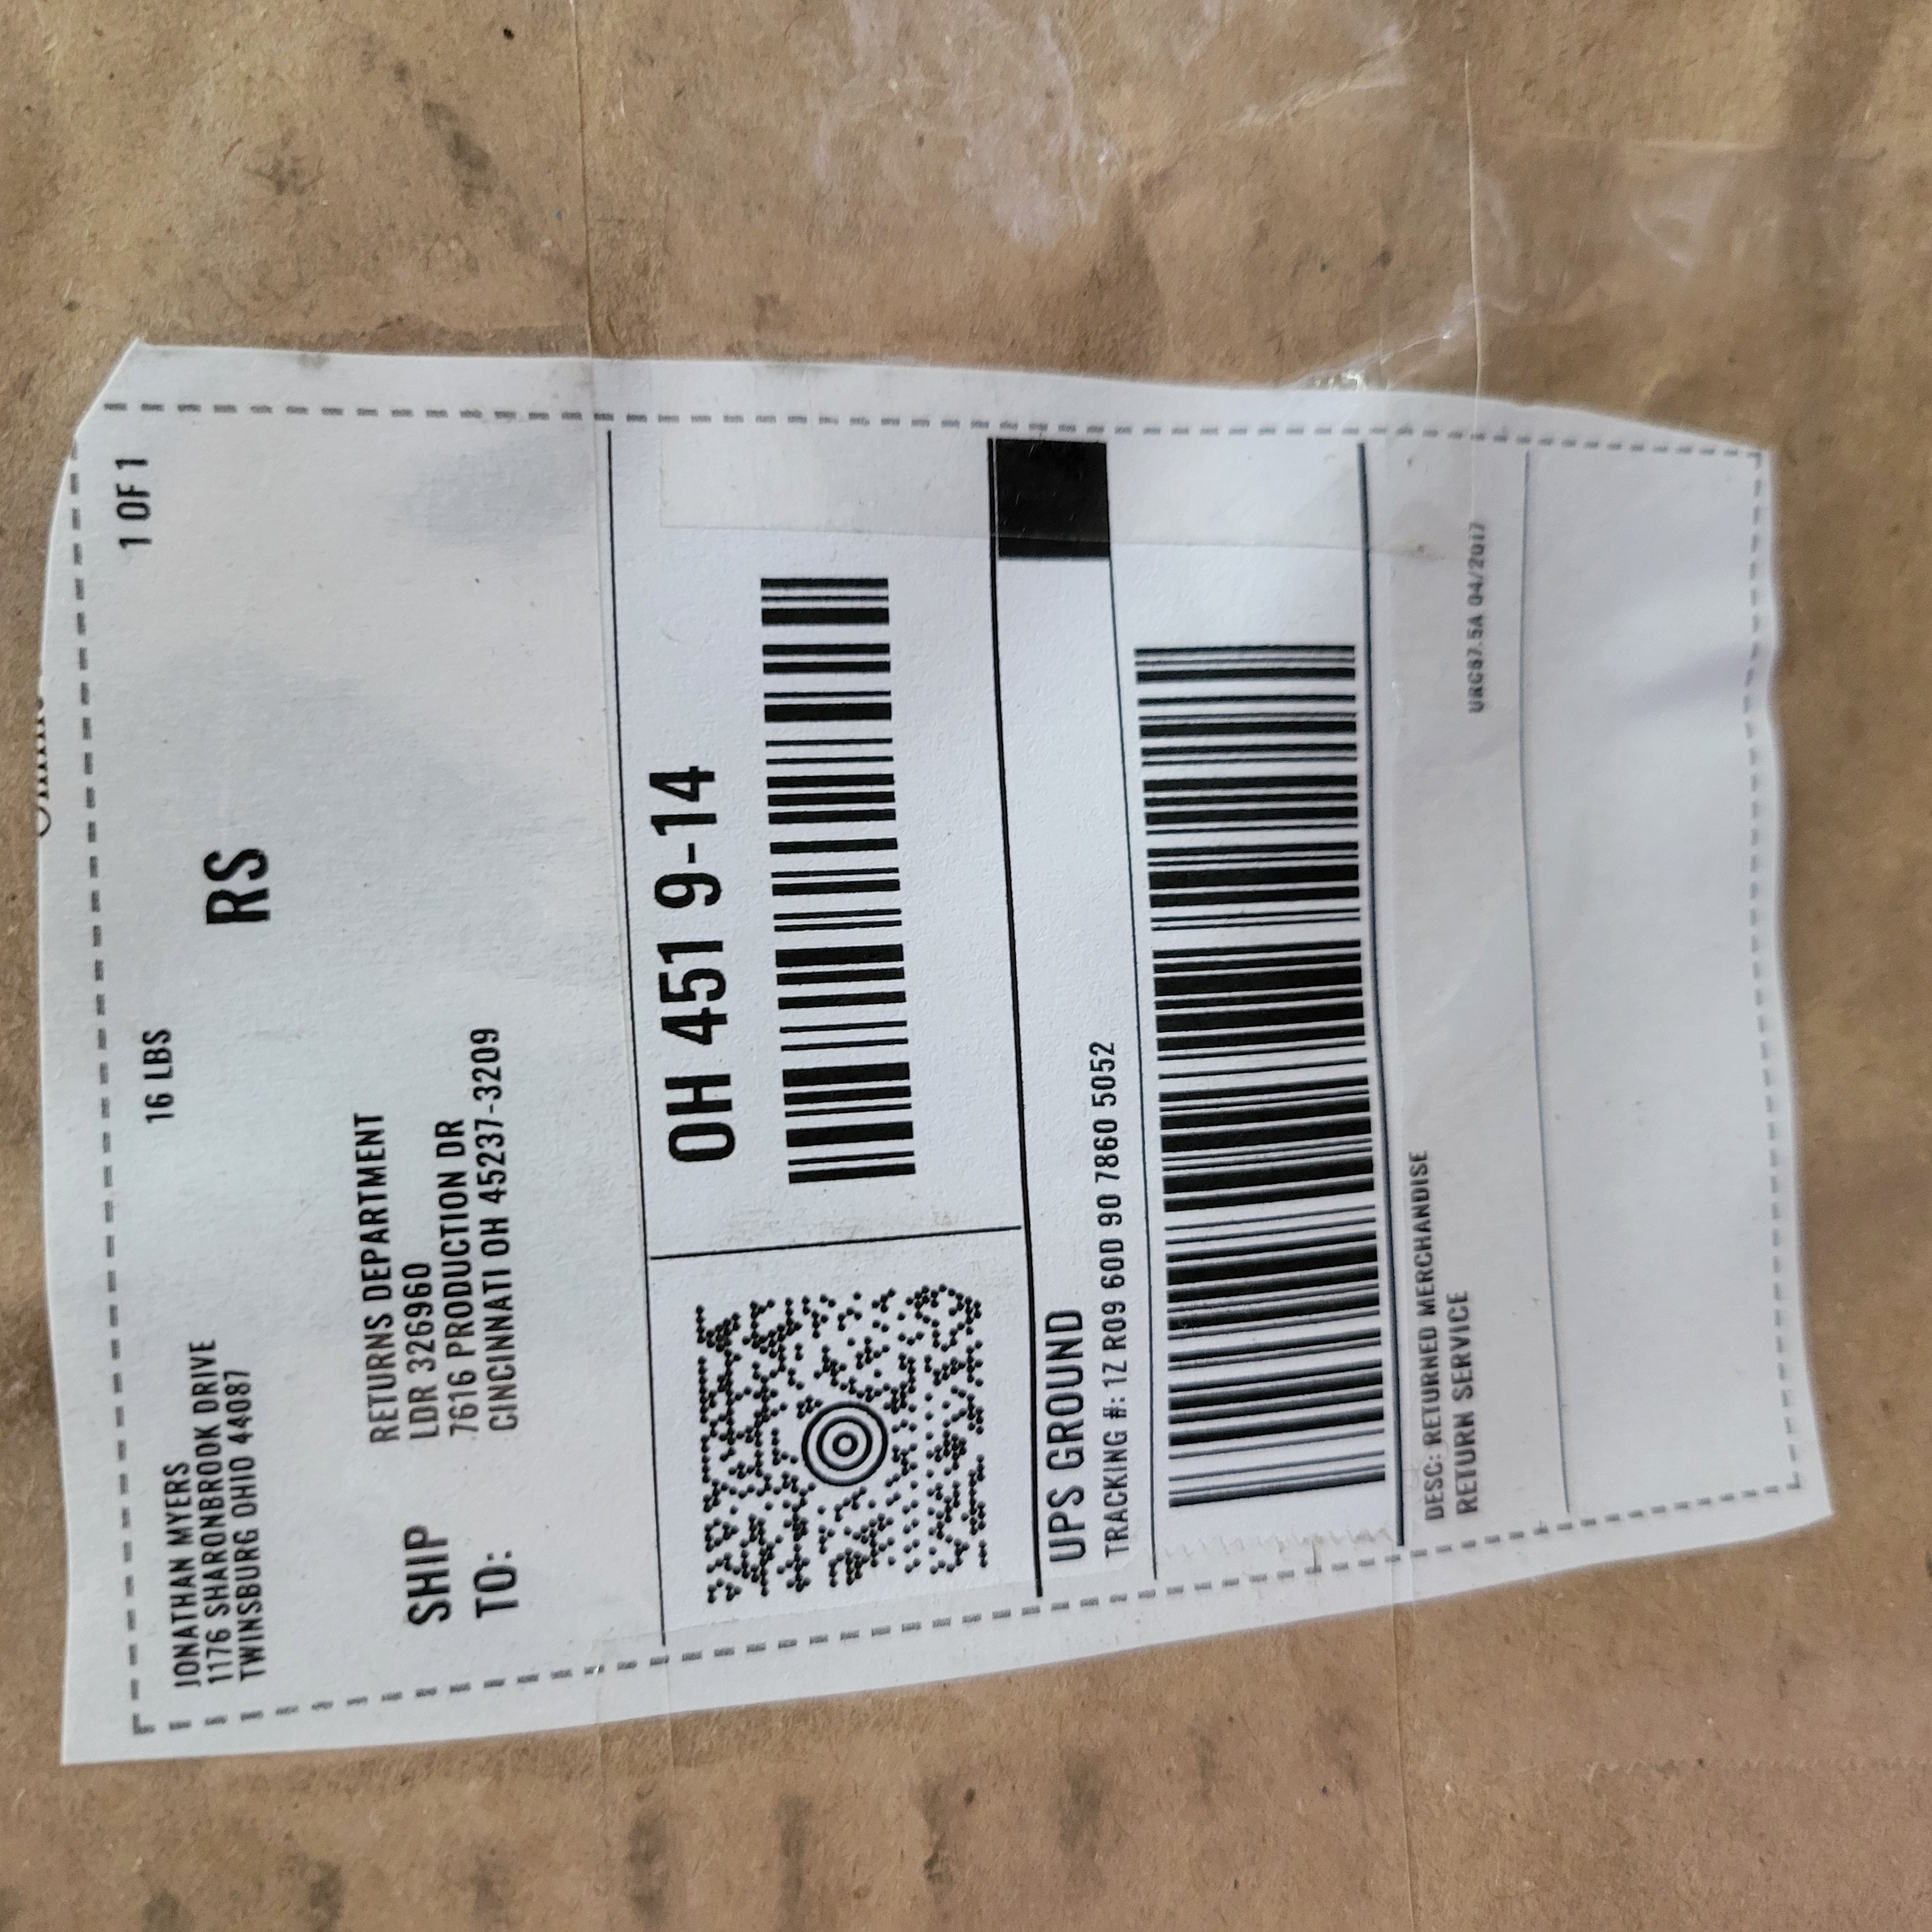 JONATHAN MYERS
1176 SHARONBROOK DRIVE
TWINSBURG OHIO 44087
16 LBS
1 OF 1
RS
SHIP TO:
RETURNS DEPARTMENT
LDR 326960
7616 PRODUCTION DR
CINCINNATI OH 45237-3209
OH 451 9-14
UPS GROUND
TRACKING #: 1Z R09 60D 90 7860 5052
DESC: RETURNED MERCHANDISE
RETURN SERVICE
04/2017